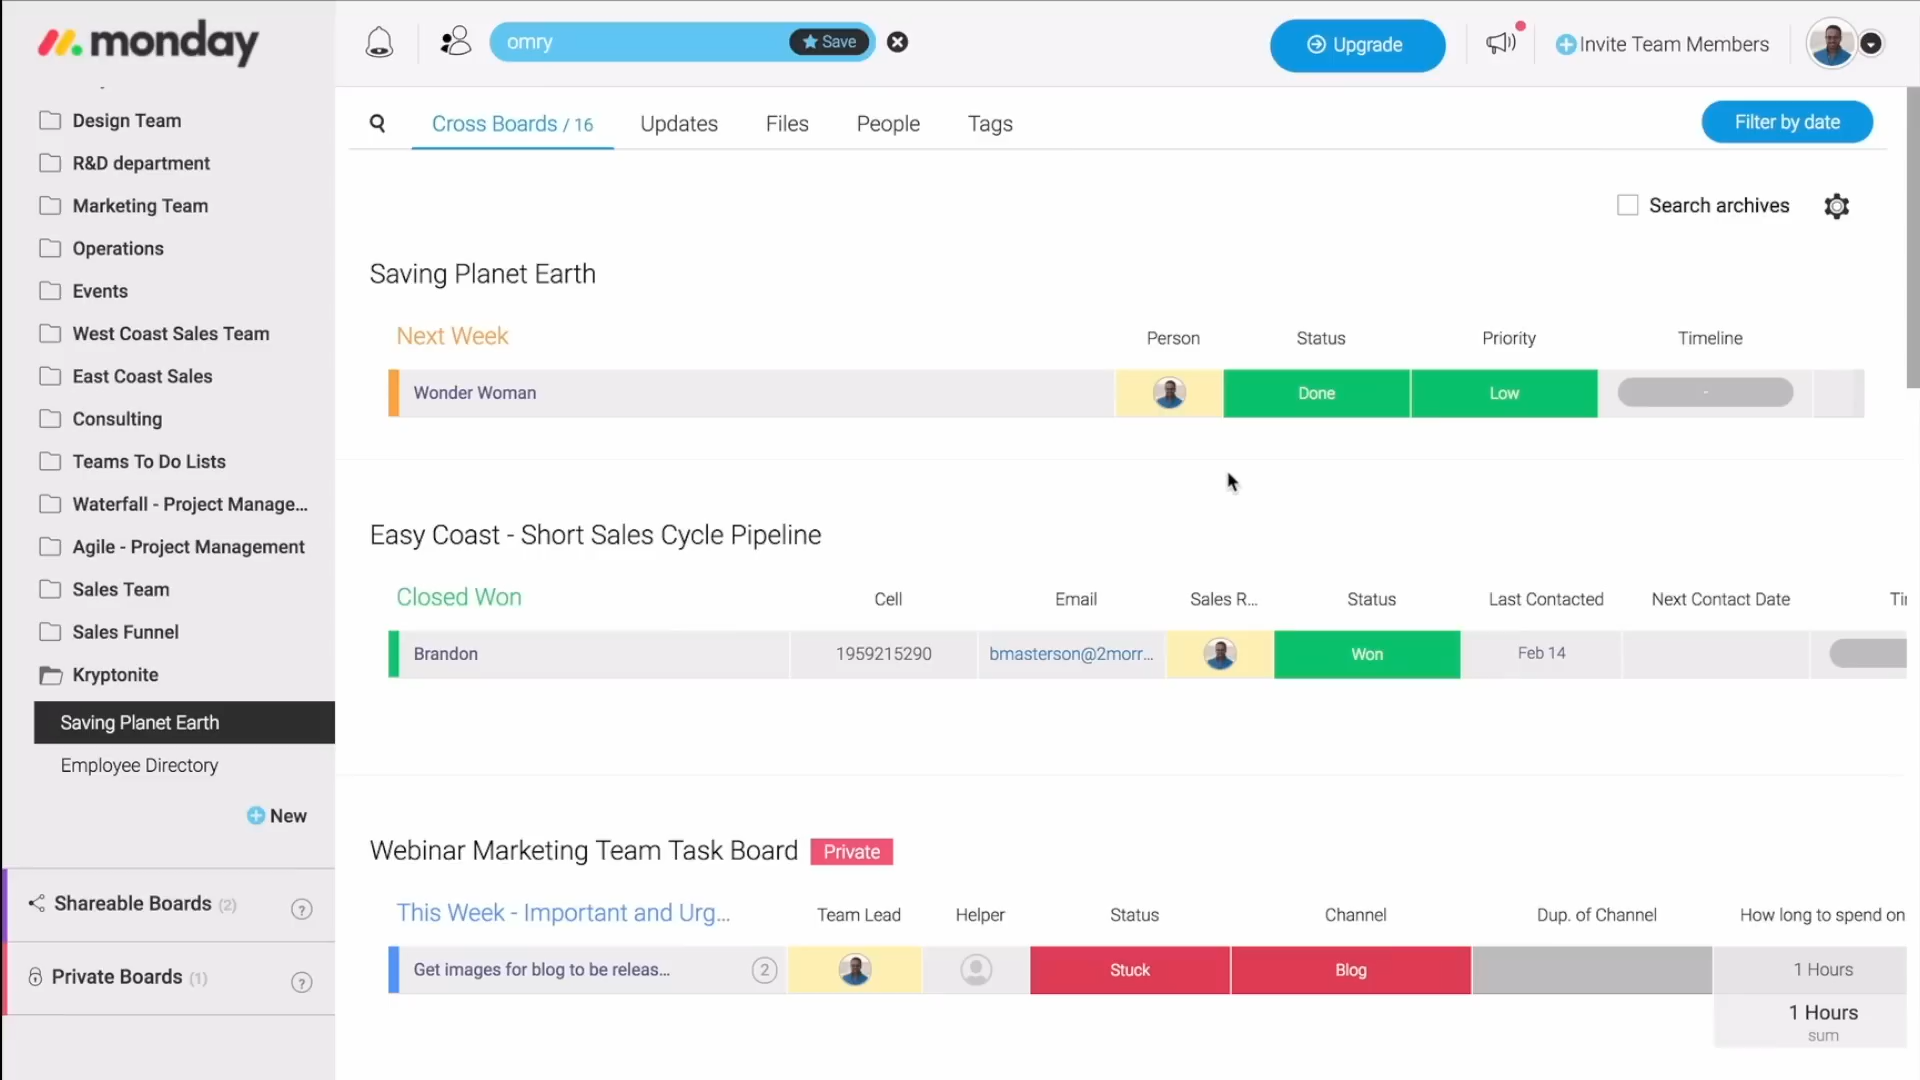 monday
omry
Save
Upgrade
Invite Team Members
Design Team
R&D department
Marketing Team
Operations
Events
West Coast Sales Team
East Coast Sales
Consulting
Teams To Do Lists
Waterfall - Project Manage...
Agile - Project Management
Sales Team
Sales Funnel
Kryptonite
Saving Planet Earth
Employee Directory
New
Shareable Boards (2) ?
Private Boards (1) ?
Cross Boards / 16 Updates Files People Tags
Filter by date
Search archives
Saving Planet Earth
Next Week Person Status Priority Timeline
Wonder Woman Done Low -
Easy Coast - Short Sales Cycle Pipeline
Closed Won Cell Email Sales R... Status Last Contacted Next Contact Date
Brandon 1959215290 bmasterson@2morr... Won Feb 14
Webinar Marketing Team Task Board Private
This Week - Important and Urg... Team Lead Helper Status Channel Dup. of Channel How long to spend on
Get images for blog to be releas... 2 Stuck Blog 1 Hours
1 Hours
sum